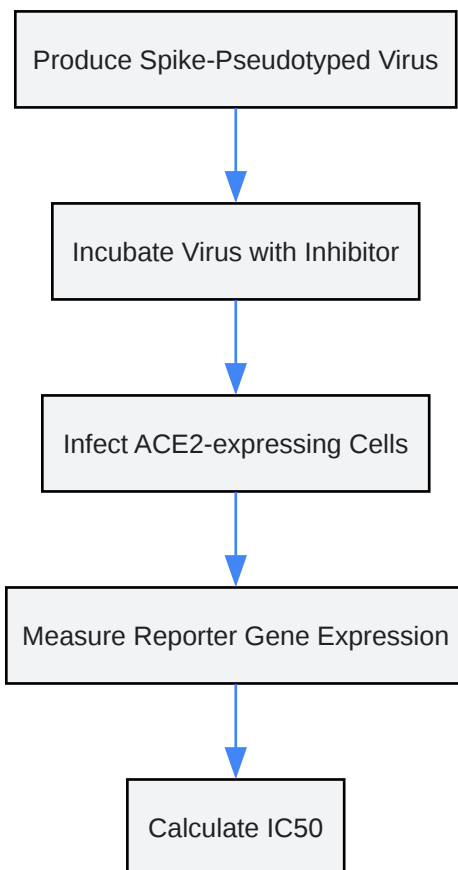 Produce Spike-Pseudotyped Virus
Incubate Virus with Inhibitor
Infect ACE2-expressing Cells
Measure Reporter Gene Expression
Calculate IC50